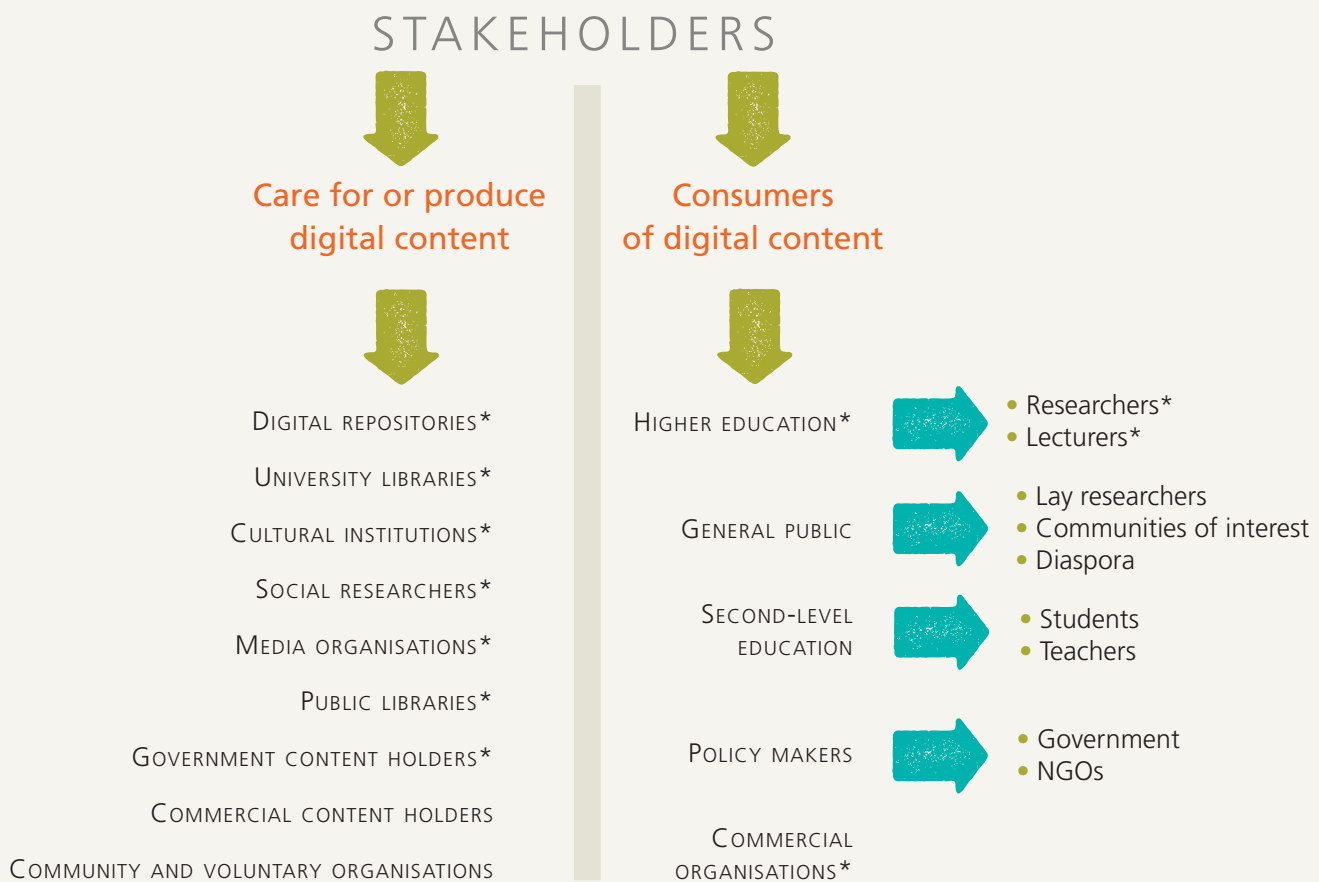 STAKEHOLDERS
Care for or produce
digital content
DIGITAL REPOSITORIES*
UNIVERSITY LIBRARIES*
CULTURAL INSTITUTIONS*
SOCIAL RESEARCHERS*
MEDIA ORGANISATIONS*
PUBLIC LIBRARIES*
GOVERNMENT CONTENT HOLDERS*
COMMERCIAL CONTENT HOLDERS
COMMUNITY AND VOLUNTARY ORGANISATIONS
Consumers
of digital content
HIGHER EDUCATION*
• Researchers*
• Lecturers*
GENERAL PUBLIC
• Lay researchers
• Communities of interest
• Diaspora
SECOND-LEVEL
EDUCATION
• Students
• Teachers
POLICY MAKERS
• Government
• NGOs
COMMERCIAL
ORGANISATIONS*